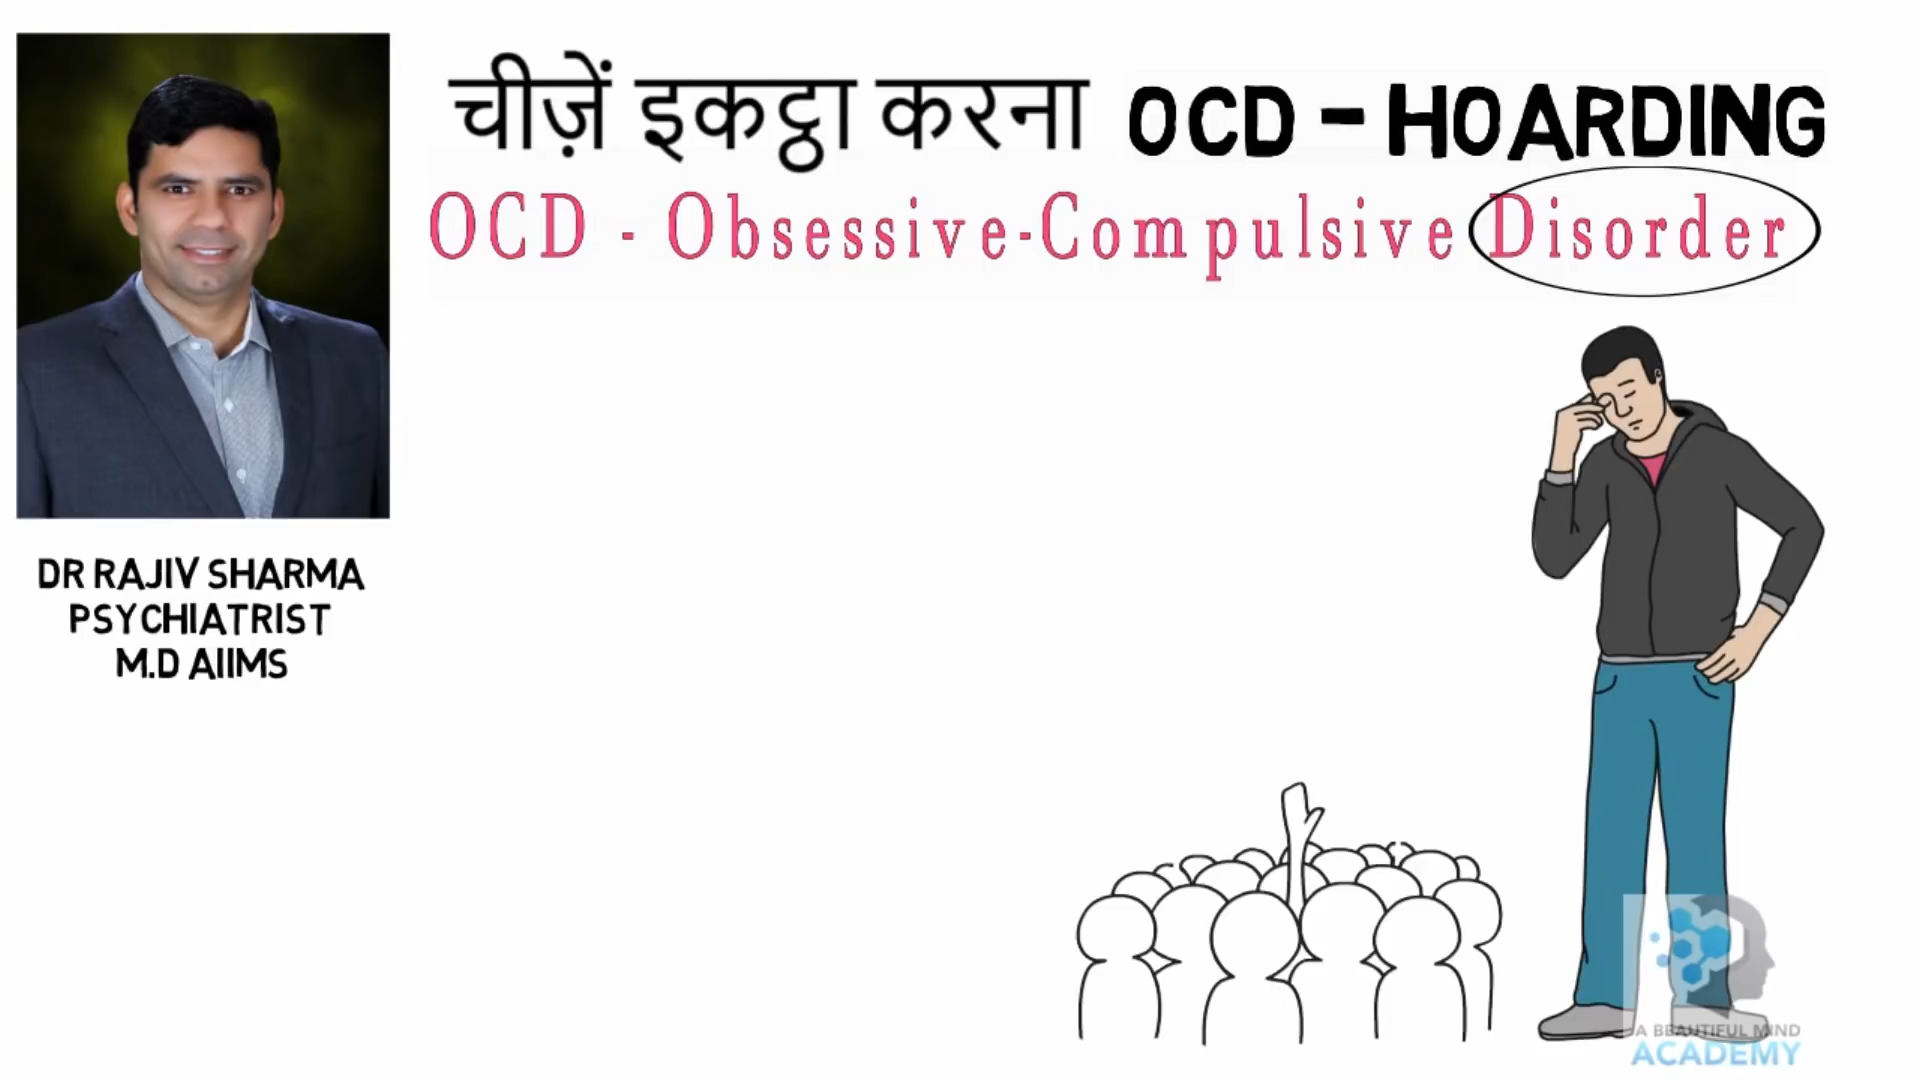 चीज़ें इकट्ठा करना OCD - HOARDING
OCD - Obsessive-Compulsive Disorder
DR RAJIV SHARMA
PSYCHIATRIST
M.D AIIMS
A BEAUTIFUL MIND
ACADEMY